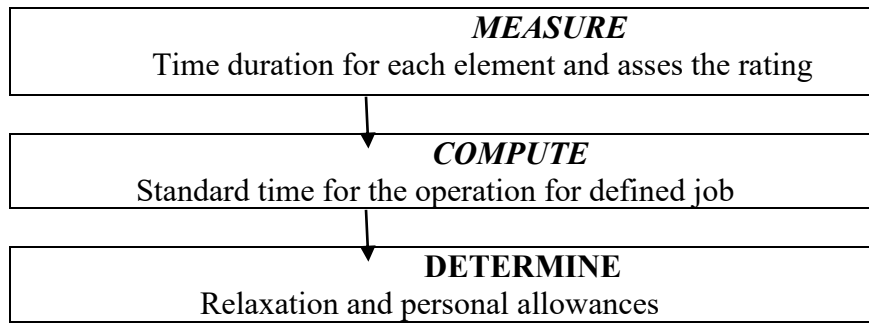 MEASURE
Time duration for each element and asses the rating
COMPUTE
Standard time for the operation for defined job
DETERMINE
Relaxation and personal allowances